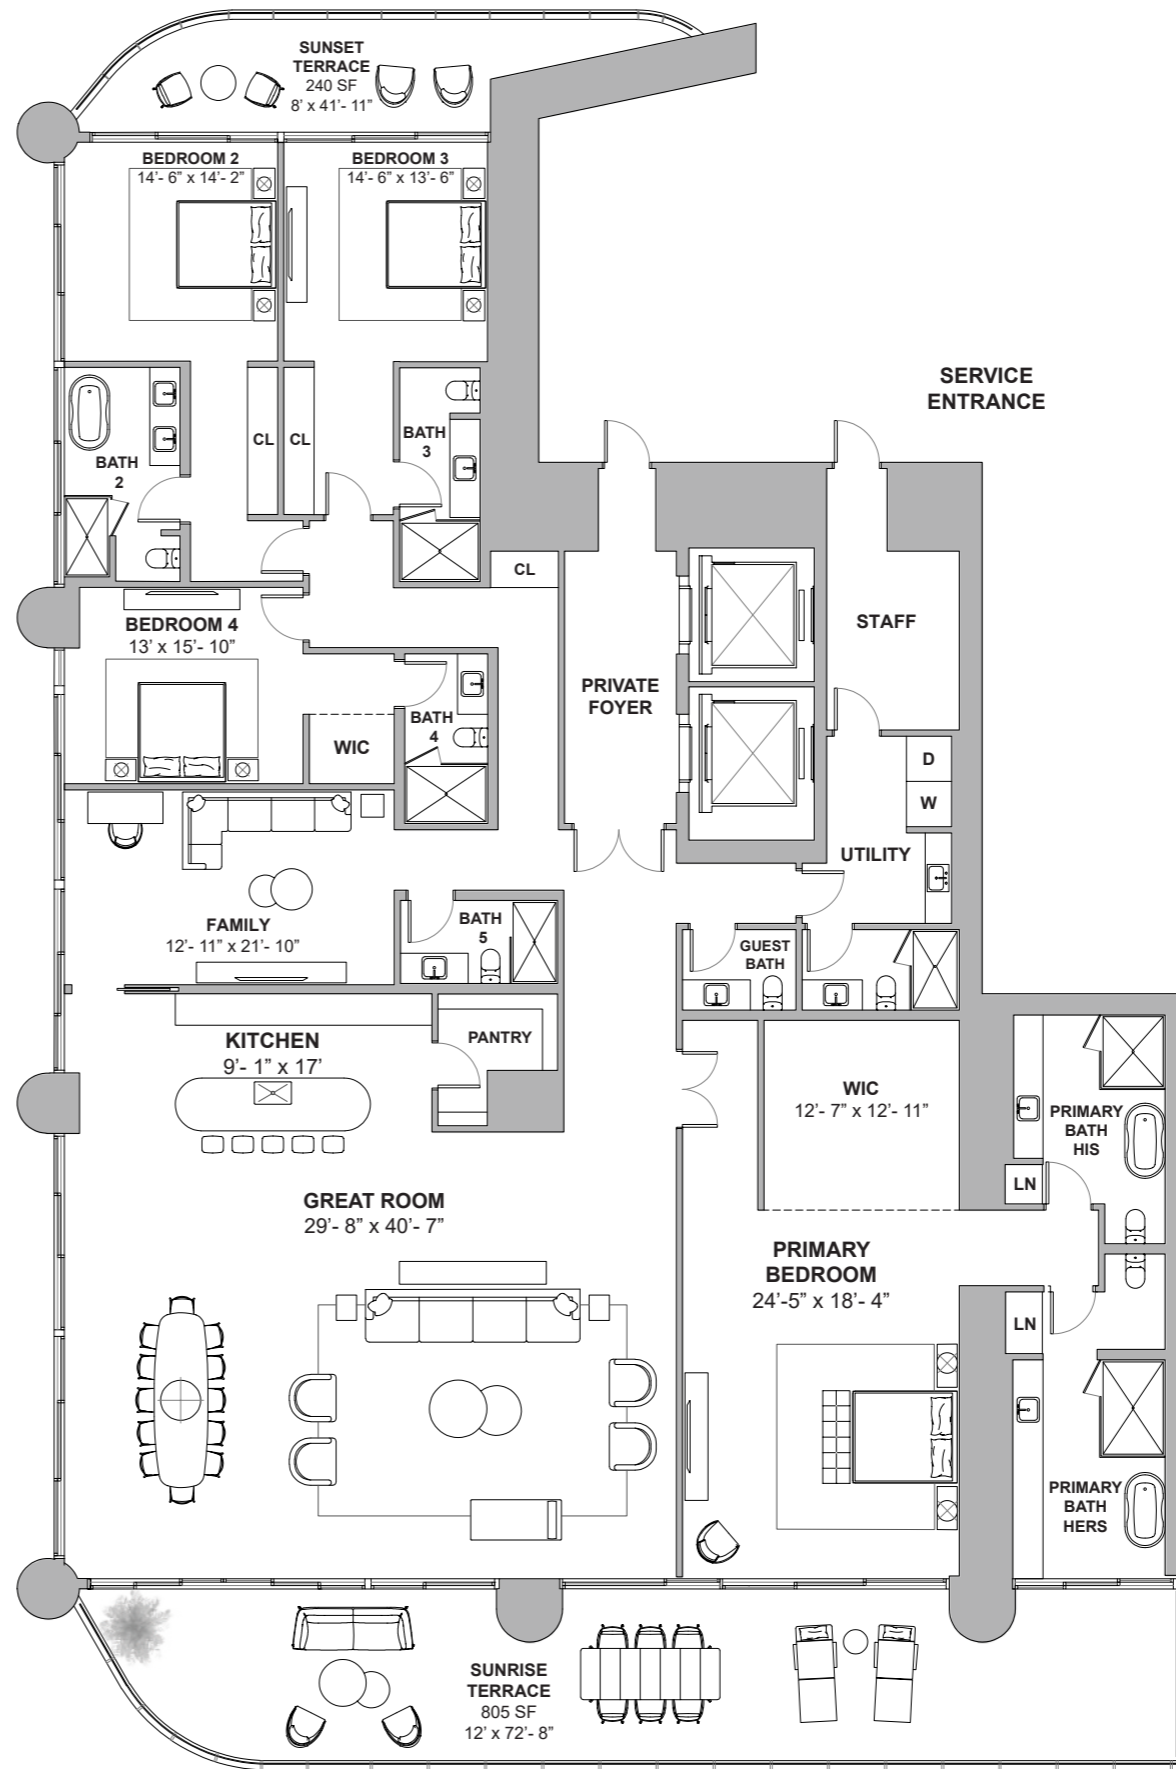 SUNSET
TERRACE
240 SF
8’ x 41’- 11”
BEDROOM 2
14’- 6” x 14’- 2”
BEDROOM 3
14’- 6” x 13’- 6”
SERVICE
ENTRANCE
BATH
2
CL
CL
BATH
3
CL
BEDROOM 4
13’ x 15’- 10”
STAFF
PRIVATE
FOYER
BATH
4
WIC
D
W
UTILITY
FAMILY
12’- 11” x 21’- 10”
BATH
5
GUEST
BATH
KITCHEN
9’- 1” x 17’
PANTRY
WIC
12’- 7” x 12’- 11”
PRIMARY
BATH
HIS
LN
GREAT ROOM
29’- 8” x 40’- 7”
PRIMARY
BEDROOM
24’-5” x 18’- 4”
LN
PRIMARY
BATH
HERS
SUNRISE
TERRACE
805 SF
12’ x 72’- 8”